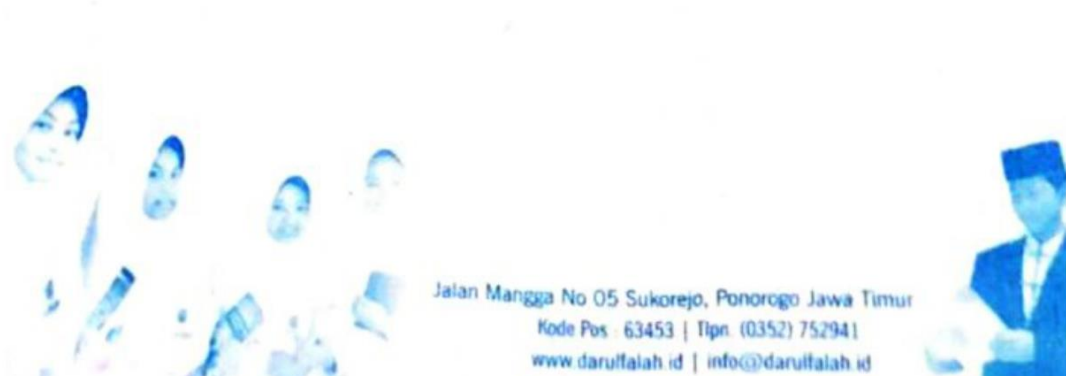 Jalan Mangga No 05 Sukorejo, Ponorogo Jawa Timur
Kode Pos : 63453 | Tlpn. (0352) 752941
www.darulfalah.id | info@darulfalah.id